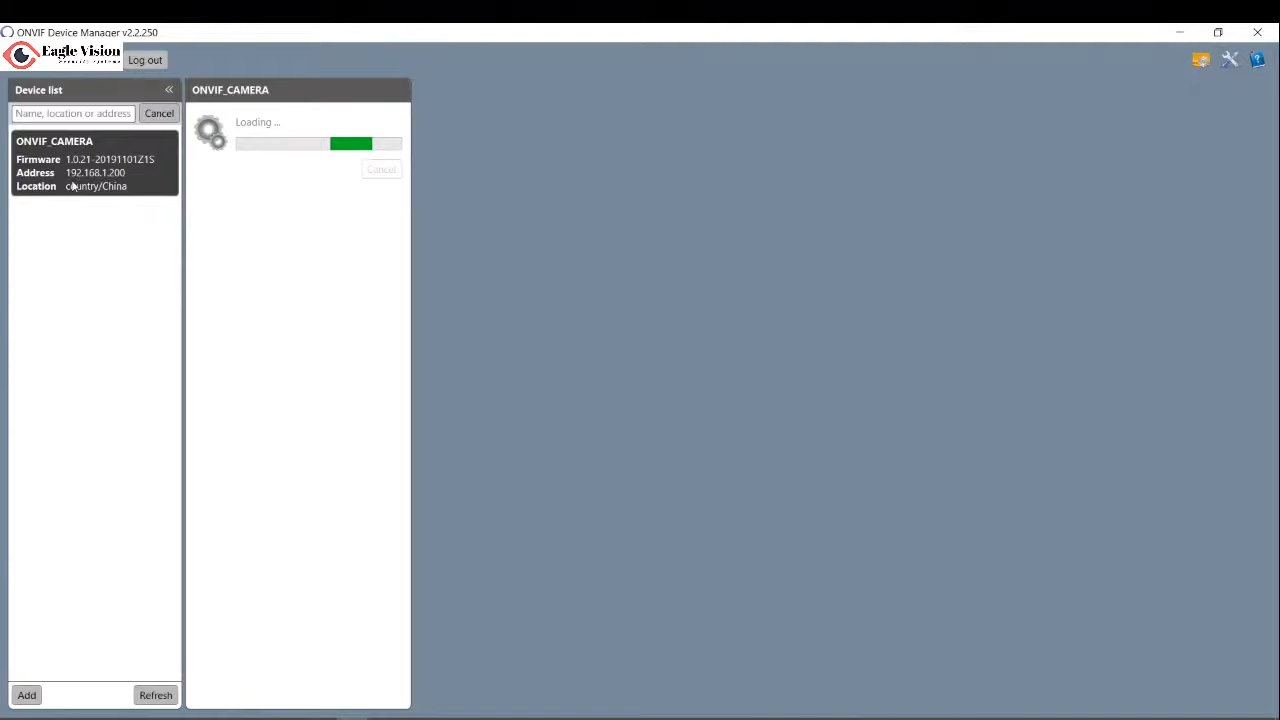 ONVIF Device Manager v2.2.250
Eagle Vision
Log out
Device list
Name, location or address
Cancel
ONVIF_CAMERA
Firmware 1.0.21-20191101Z1S
Address 192.168.1.200
Location country/China
Add
Refresh
ONVIF_CAMERA
Loading ...
Cancel